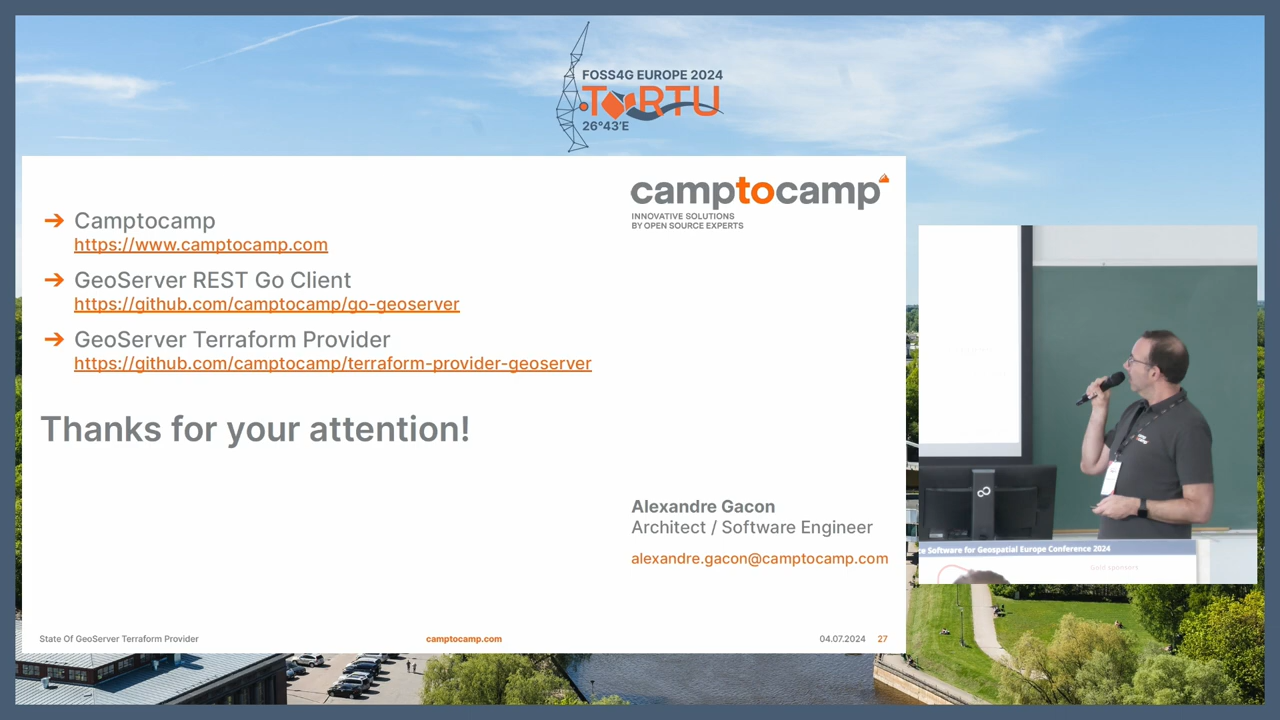 FOSS4G EUROPE 2024
TARTU
26°43'E
camptocamp
INNOVATIVE SOLUTIONS
BY OPEN SOURCE EXPERTS
➔ Camptocamp
https://www.camptocamp.com
➔ GeoServer REST Go Client
https://github.com/camptocamp/go-geoserver
➔ GeoServer Terraform Provider
https://github.com/camptocamp/terraform-provider-geoserver
Thanks for your attention!
Alexandre Gacon
Architect / Software Engineer
alexandre.gacon@camptocamp.com
State Of GeoServer Terraform Provider
camptocamp.com
04.07.2024 27
Software for Geospatial Europe Conference 2024
Gold sponsors